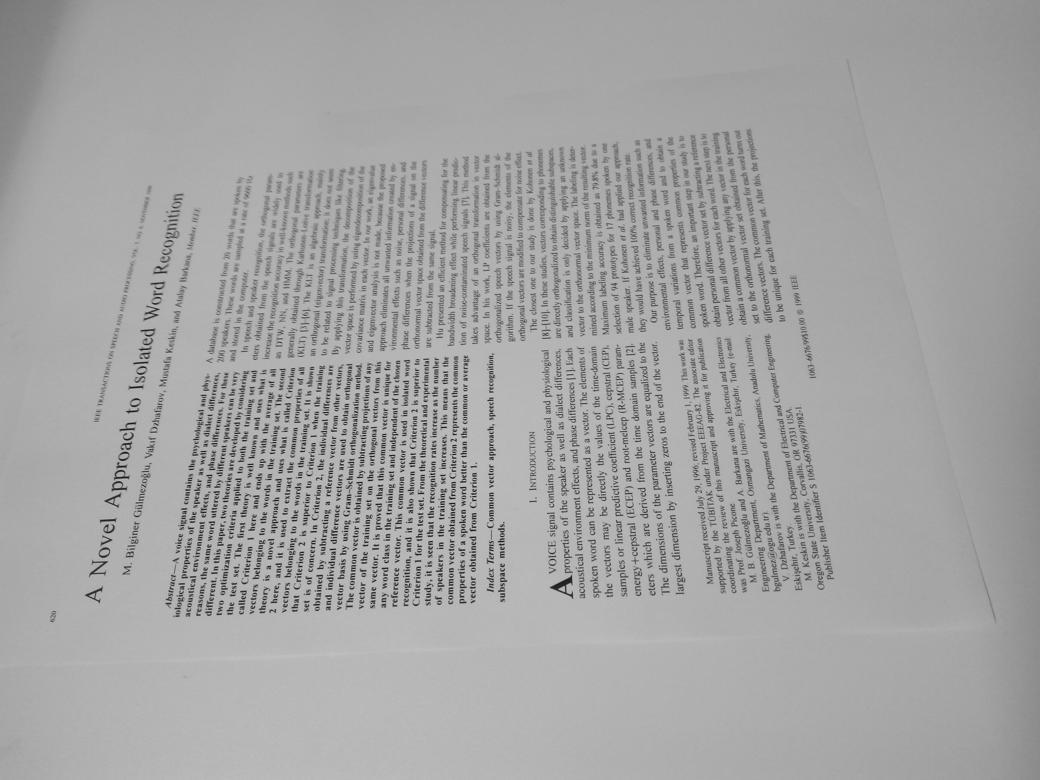 620
IEEE TRANSACTIONS ON SPEECH AND AUDIO PROCESSING, VOL. 7, NO. 6, NOVEMBER 1999
A Novel Approach to Isolated Word Recognition
M. Bilginer Gülmezoğlu, Vakif Dzhafarov, Mustafa Keskin, and Atalay Barkana, Member, IEEE
Abstract—A voice signal contains the psychological and phys-
iological properties of the speaker as well as dialect differences,
acoustical environment effects, and phase differences. For these
reasons, the same word uttered by different speakers can be very
different. In this paper, two theories are developed by considering
two optimization criteria applied to both the training set and
the test set. The first theory is well known and uses what is
called Criterion 1 here and ends up with the average of all
vectors belonging to the words in the training set. The second
theory is a novel approach and uses what is called Criterion
2 here, and it is used to extract the common properties of all
vectors belonging to the words in the training set. It is shown
that Criterion 2 is superior to Criterion 1 when the training
set is of concern. In Criterion 2, the individual differences are
obtained by subtracting a reference vector from other vectors,
and individual difference vectors are used to obtain orthogonal
vector basis by using Gram–Schmidt orthogonalization method.
The common vector is obtained by subtracting projections of any
vector of the training set on the orthogonal vectors from this
same vector. It is proved that this common vector is unique for
any word class in the training set and independent of the chosen
reference vector. This common vector is used in isolated word
recognition, and it is also shown that Criterion 2 is superior to
Criterion 1 for the test set. From the theoretical and experimental
study, it is seen that the recognition rates increase as the number
of speakers in the training set increases. This means that the
common vector obtained from Criterion 2 represents the common
properties of a spoken word better than the common or average
vector obtained from Criterion 1.
Index Terms—Common vector approach, speech recognition,
subspace methods.
I. INTRODUCTION
A VOICE signal contains psychological and physiological
properties of the speaker as well as dialect differences,
acoustical environment effects, and phase differences [1]. Each
spoken word can be represented as a vector. The elements of
the vectors may be directly the values of the time-domain
samples or linear predictive coefficient (LPC), cepstral (CEP),
energy+cepstral (ECEP) and root-melcep (R-MCEP) param-
eters which are derived from the time domain samples [2].
The dimensions of the parameter vectors are equalized to the
largest dimension by inserting zeros to the end of the vector.
Manuscript received July 29, 1996; revised February 1, 1999. This work was
supported by the TÜBİTAK under Project EEEAG-82. The associate editor
coordinating the review of this manuscript and approving it for publication
was Prof. Joseph Picone.
M. B. Gülmezoğlu and A. Barkana are with the Electrical and Electronics
Engineering Department, Osmangazi University, Eskişehir, Turkey (e-mail:
bgulmez@ogu.edu.tr).
V. Dzhafarov is with the Department of Mathematics, Anadolu University,
Eskişehir, Turkey.
M. Keskin is with the Department of Electrical and Computer Engineering,
Oregon State University, Corvallis, OR 97331 USA.
Publisher Item Identifier S 1063-6676(99)07982-1.
A database is constructed from 20 words that are spoken by
200 speakers. These words are sampled at a rate of 9600 Hz
and stored in the computer.
In speech and speaker recognition, the orthogonal param-
eters obtained from the speech signals are widely used to
increase the recognition accuracy in well-known methods such
as DTW, NN, and HMM. The orthogonal parameters are
generally obtained through Karhunen–Loève transformation
(KLT) [3]–[6]. The KLT is an algebraic approach, mainly
an orthogonal (eigenvector) transformation; it does not seem
to be related to signal processing techniques like filtering.
By applying this transformation, the decomposition of the
vector space is performed by using eigendecomposition of the
covariance matrix in each vector. In our work, an eigenvalue
and eigenvector analysis is not made, because the proposed
approach eliminates all unwanted information created by en-
vironmental effects such as noise, personal differences, and
phase differences when the projections of a signal on the
orthonormal vector space obtained from the difference vectors
are subtracted from the same signal.
Hu presented an efficient method for compensating for the
bandwidth broadening effect while performing linear predic-
tion of noise-contaminated speech signals [7]. This method
takes advantage of an orthogonal transformation in vector
space. In this work, LP coefficients are obtained from the
orthogonalized speech vectors by using Gram–Schmidt al-
gorithm. If the speech signal is noisy, the elements of the
orthogonal vectors are modified to compensate for noise effect.
The closest one to our study is done by Kohonen et al.
[8]–[10]. In these studies, vectors corresponding to phonemes
are directly orthogonalized to obtain distinguishable subspaces,
and classification is only decided by applying an unknown
vector to the orthonormal vector space. The labeling is deter-
mined according to the minimum norm of the resulting vector.
Maximum labeling accuracy is obtained as 79.8% due to a
selection of 94 prototypes for 17 phonemes spoken by one
male speaker. If Kohonen et al. had applied our approach,
they would have achieved 100% correct recognition rate.
Our purpose is to eliminate unwanted information such as
environmental effects, personal and phase differences, and
temporal variations from a spoken word and to obtain a
common vector that represents common properties of the
spoken word. Therefore, an important step in our study is to
obtain personal difference vector set by subtracting a reference
vector from all other vectors for each word. The next step is to
obtain a common vector by applying any vector in the training
set to the orthonormal vector set obtained from the personal
difference vectors. The common vector for each word turns out
to be unique for each training set. After this, the projections
1063–6676/99$10.00 © 1999 IEEE